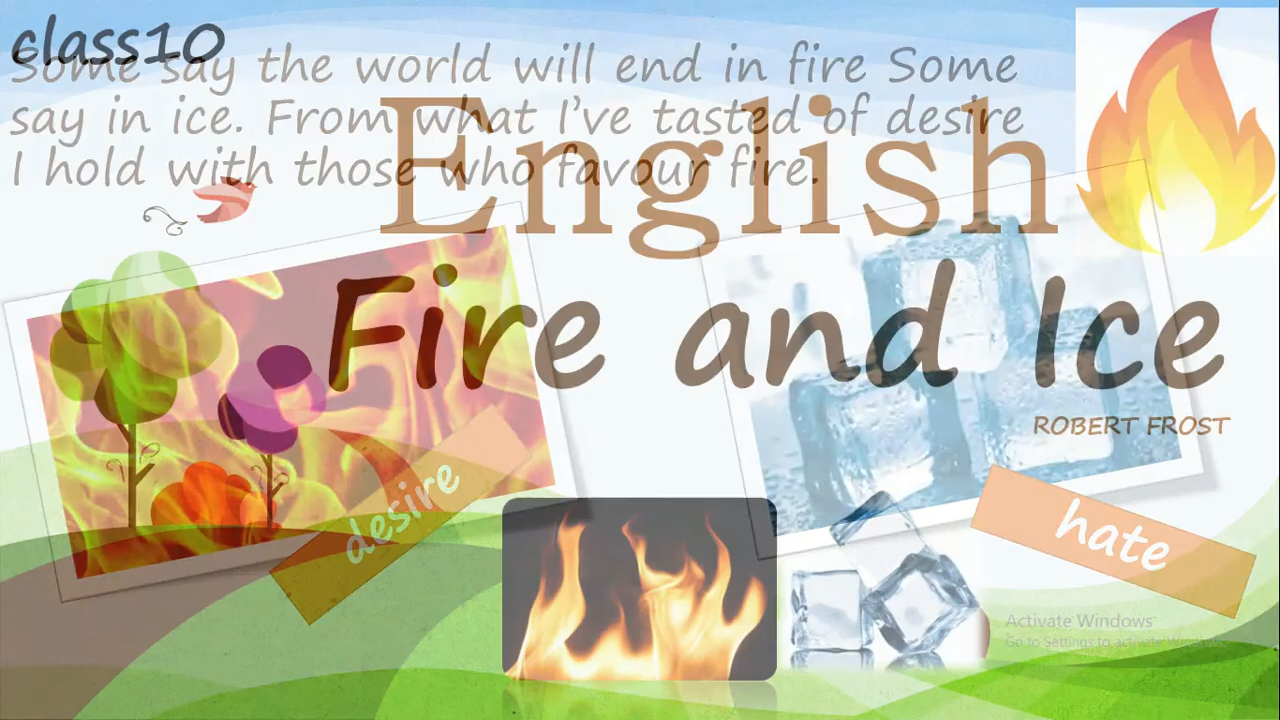 class10
Some say the world will end in fire Some
say in ice. From what I've tasted of desire
I hold with those who favour fire.
English
Fire and Ice
ROBERT FROST
desire
hate
Activate Windows
Go to Settings to activate Windows.